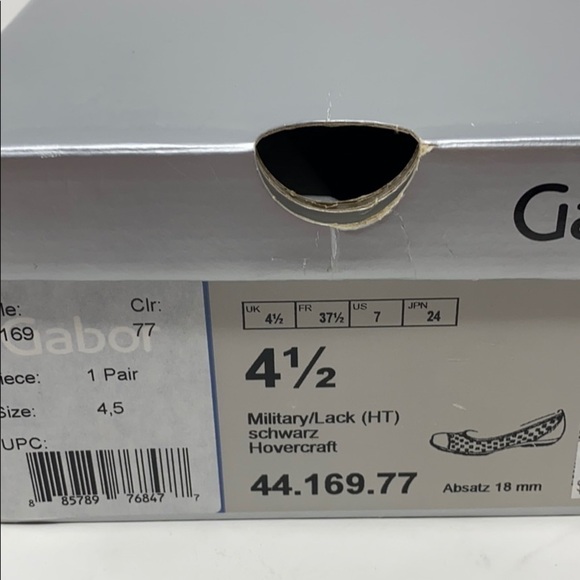 Ga
le: Clr:
169 77
Gabor
iece: 1 Pair
Size: 4,5
UPC:
8 85789 76847 7
UK 4½ FR 37½ US 7 JPN 24
4½
Military/Lack (HT)
schwarz
Hovercraft
44.169.77 Absatz 18 mm